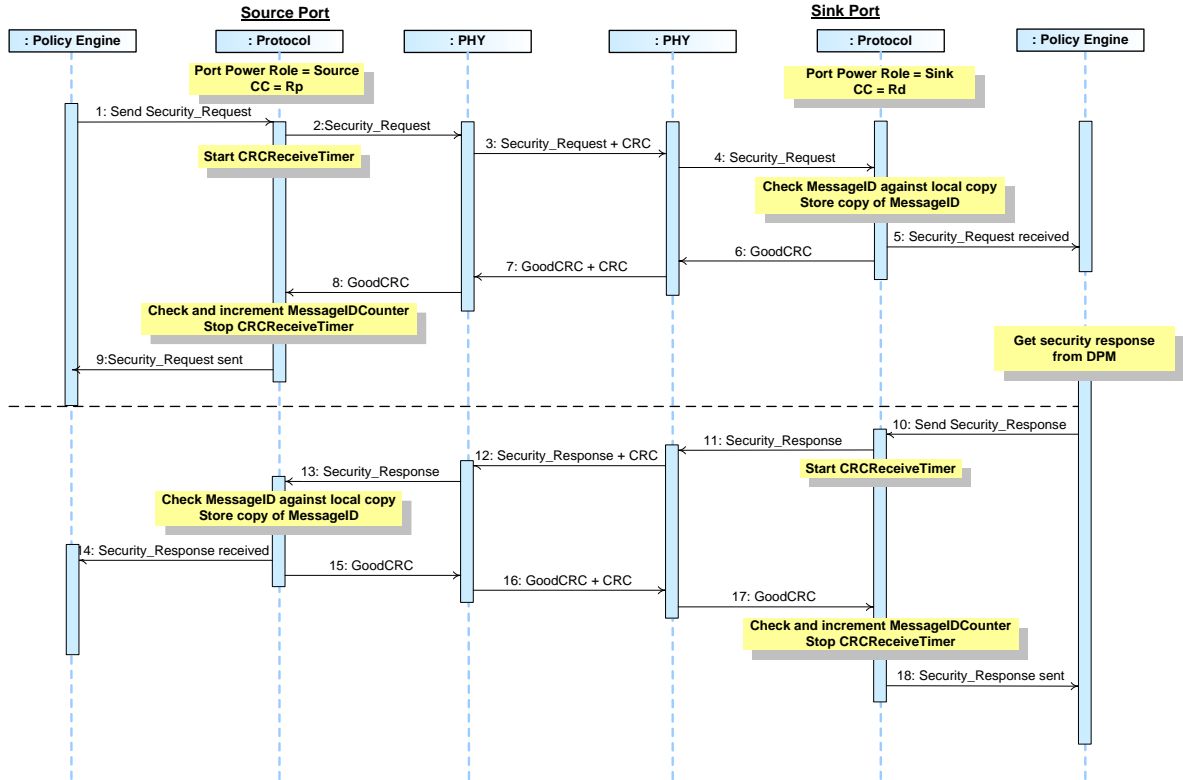 Source Port
Sink Port
: Policy Engine
: Protocol
: PHY
: PHY
: Protocol
: Policy Engine
Port Power Role = Source
CC = Rp
Port Power Role = Sink
CC = Rd
1: Send Security_Request
2:Security_Request
Start CRCReceiveTimer
3: Security_Request + CRC
4: Security_Request
Check MessageID against local copy
Store copy of MessageID
5: Security_Request received
6: GoodCRC
7: GoodCRC + CRC
8: GoodCRC
Check and increment MessageIDCounter
Stop CRCReceiveTimer
9:Security_Request sent
Get security response
from DPM
10: Send Security_Response
11: Security_Response
Start CRCReceiveTimer
12: Security_Response + CRC
13: Security_Response
Check MessageID against local copy
Store copy of MessageID
14: Security_Response received
15: GoodCRC
16: GoodCRC + CRC
17: GoodCRC
Check and increment MessageIDCounter
Stop CRCReceiveTimer
18: Security_Response sent